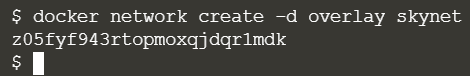 $ docker network create -d overlay skynet
z05fyf943rtopmoxqjdqr1mdk
$